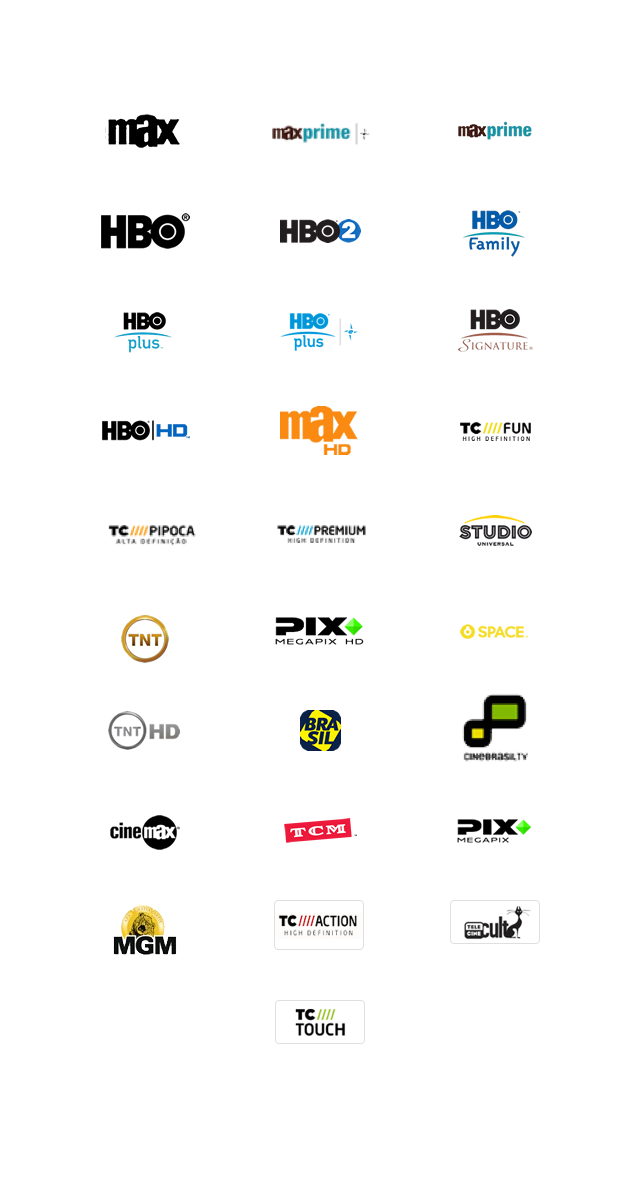 max
maxprime
maxprime
HBO®
HBO 2
HBO
Family
HBO
plus
HBO
plus
HBO
SIGNATURE®
HBO HD
max
HD
TC////FUN
HIGH DEFINITION
TC////PIPOCA
ALTA DEFINIÇÃO
TC////PREMIUM
HIGH DEFINITION
STUDIO
UNIVERSAL
TNT
PIX
MEGAPIX HD
SPACE
TNT HD
BRA
SIL
CINEBRASILTV
cinemax
TCM
PIX
MEGAPIX
MGM
TC////ACTION
HIGH DEFINITION
TELE
CINE
cult
TC////
TOUCH